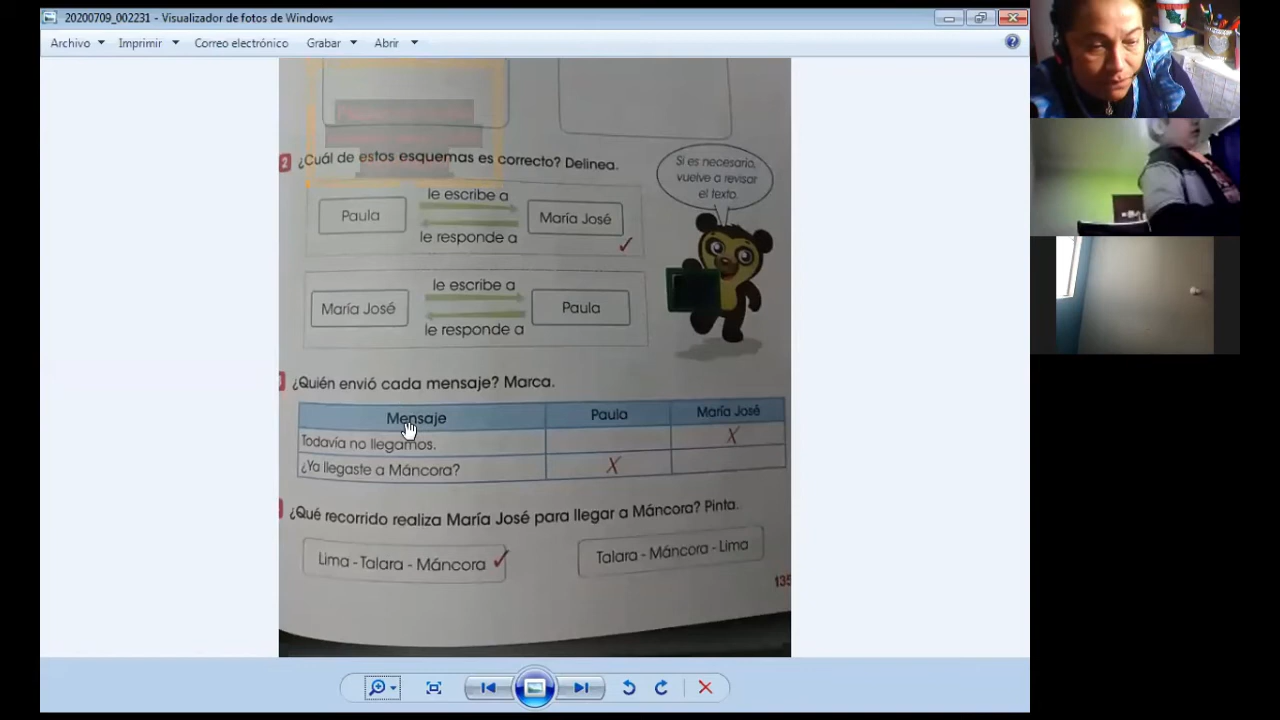 20200709_002231 - Visualizador de fotos de Windows
Archivo Imprimir Correo electrónico Grabar Abrir
2 ¿Cuál de estos esquemas es correcto? Delinea.
Si es necesario,
vuelve a revisar
el texto.
Paula
le escribe a
le responde a
María José
María José
le escribe a
le responde a
Paula
¿Quién envió cada mensaje? Marca.
Mensaje Paula María José
Todavía no llegamos. X
¿Ya llegaste a Máncora? X
¿Qué recorrido realiza María José para llegar a Máncora? Pinta.
Lima - Talara - Máncora
Talara - Máncora - Lima
135